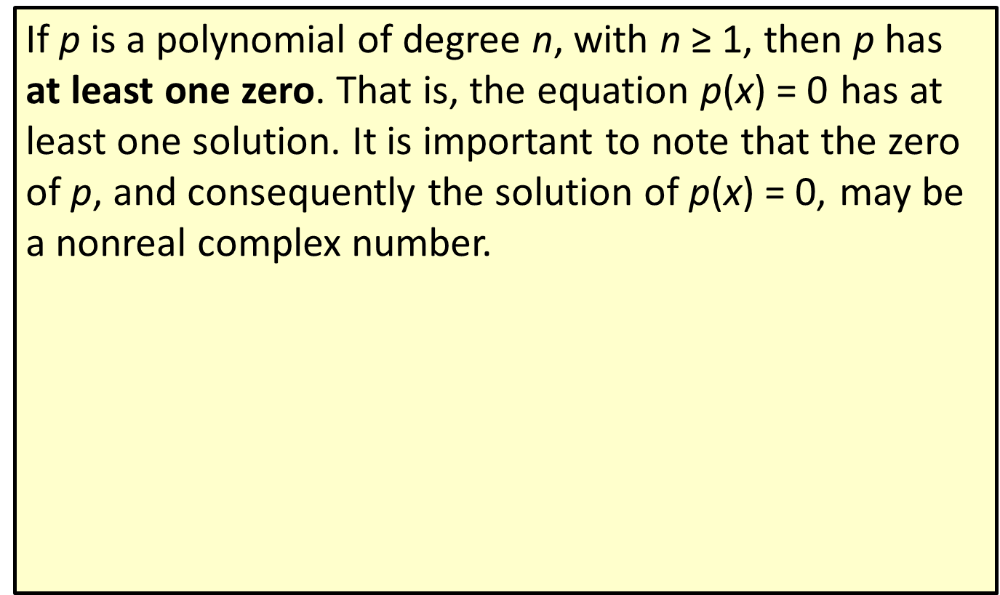 If p is a polynomial of degree n, with n ≥ 1, then p has
at least one zero. That is, the equation p(x) = 0 has at
least one solution. It is important to note that the zero
of p, and consequently the solution of p(x) = 0, may be
a nonreal complex number.